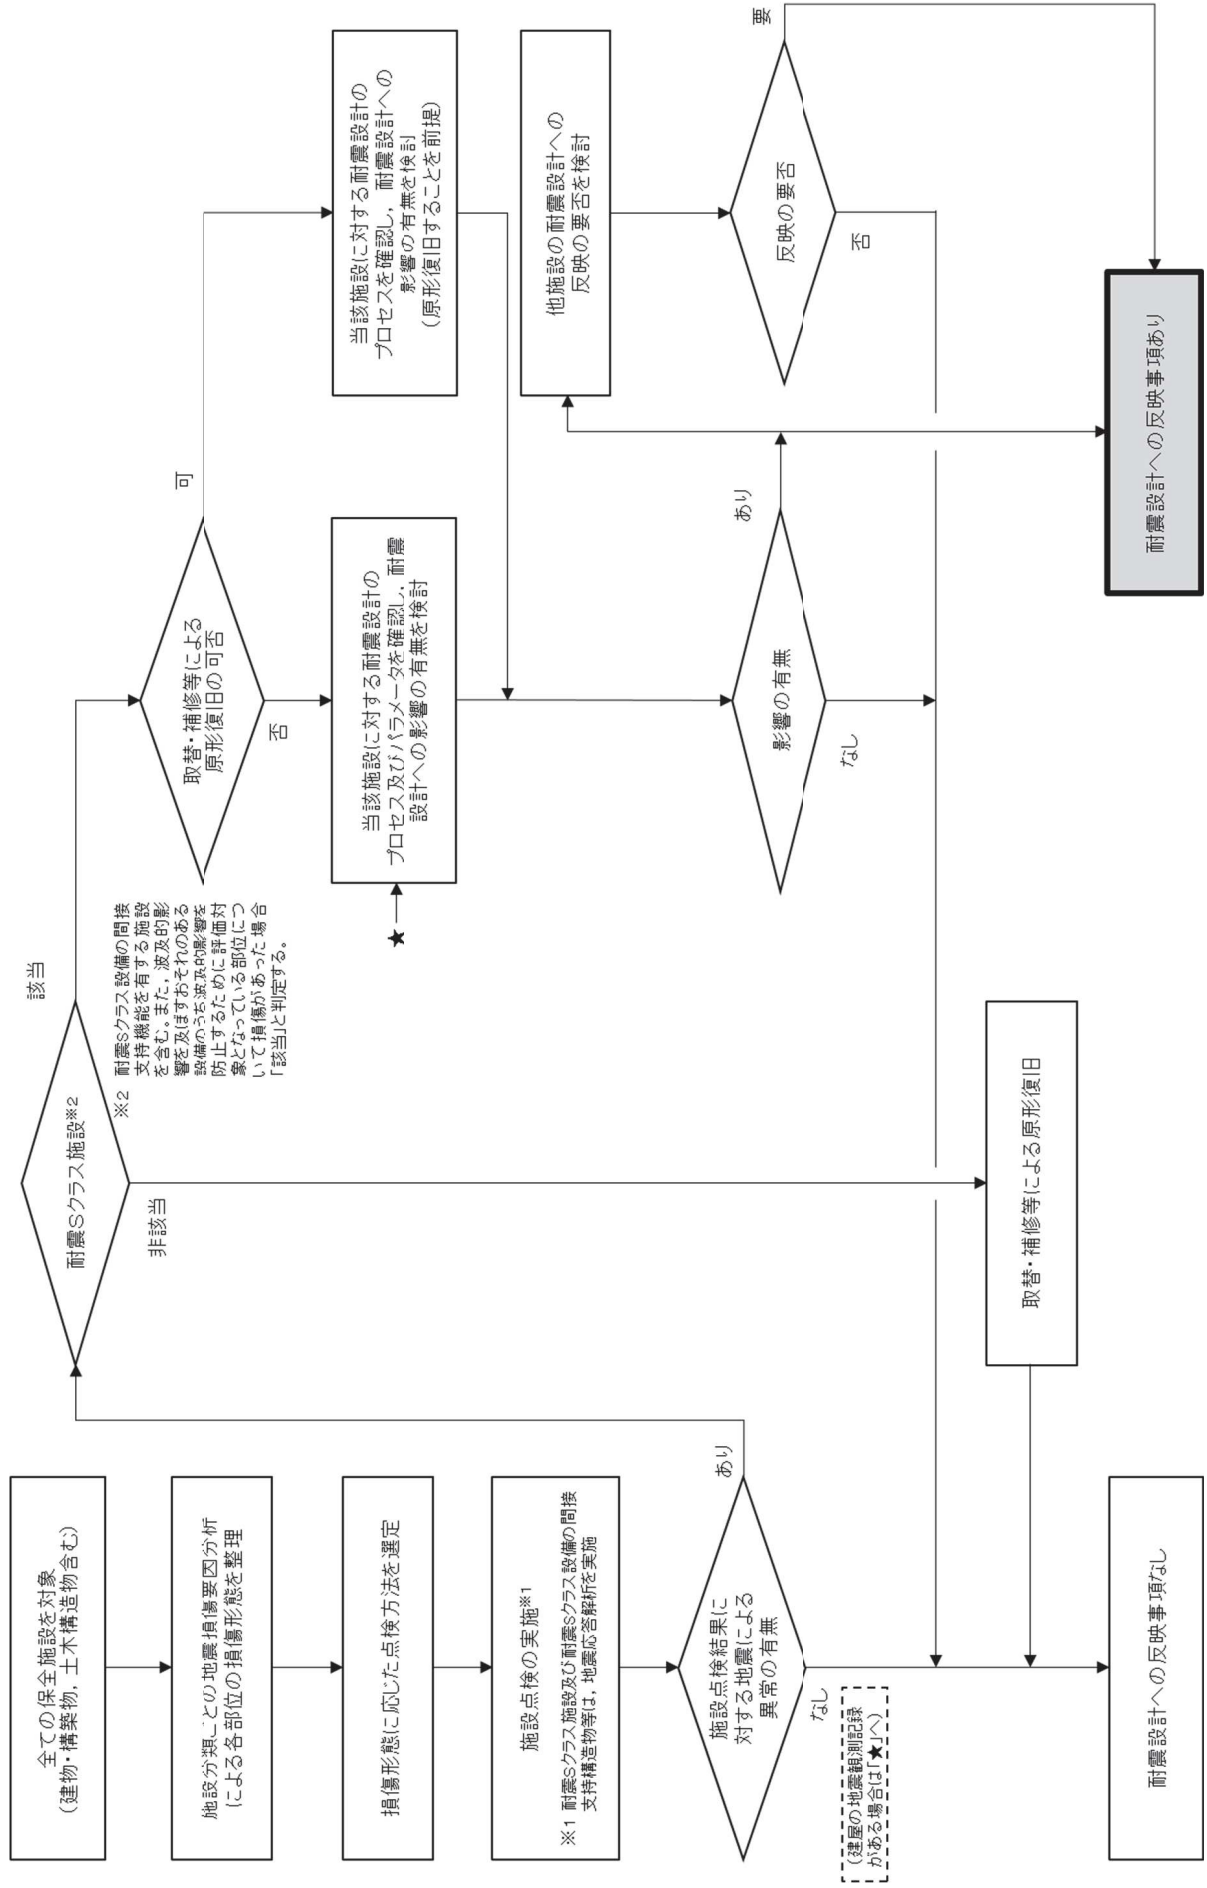 全ての保全施設を対象
(建物・構築物，土木構造物含む)
施設分類ごとの地震損傷要因分析
による各部位の損傷形態を整理
損傷形態に応じた点検方法を選定
施設点検の実施※1
※1 耐震Sクラス施設及び耐震Sクラス設備の間接
支持構造物等は，地震応答解析を実施
施設点検結果に
対する地震による
異常の有無
あり
なし
(建屋の地震観測記録
がある場合は「★」へ)
耐震設計への反映事項なし
耐震Sクラス施設※2
該当
非該当
※2 耐震Sクラス設備の間接
支持機能を有する施設
を含む。また，波及的影
響を及ぼすおそれのある
設備のうち波及的影響を
防止するために評価対
象となっている部位につ
いて損傷があった場合
「該当」と判定する。
取替・補修等による原形復旧
取替・補修等による
原形復旧の可否
可
否
★
当該施設に対する耐震設計の
プロセス及びパラメータを確認し，耐震
設計への影響の有無を検討
当該施設に対する耐震設計の
プロセスを確認し，耐震設計への
影響の有無を検討
(原形復旧することを前提)
影響の有無
あり
なし
他施設の耐震設計への
反映の要否を検討
反映の要否
要
否
耐震設計への反映事項あり